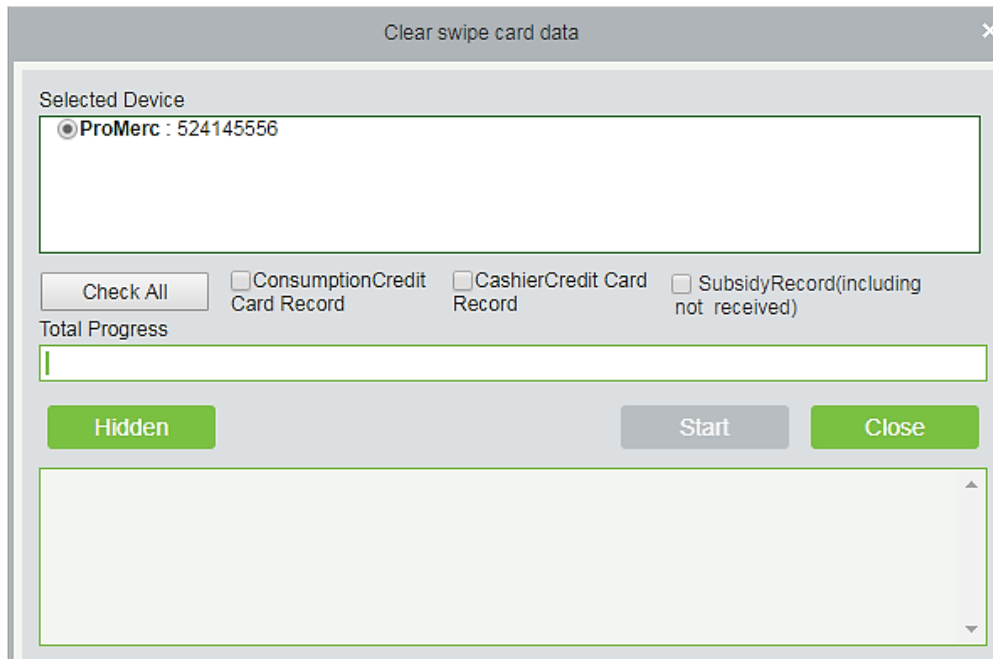 Clear swipe card data
Selected Device
ProMerc : 524145556
Check All
ConsumptionCredit
Card Record
CashierCredit Card
Record
SubsidyRecord(including
not received)
Total Progress
Hidden
Start
Close